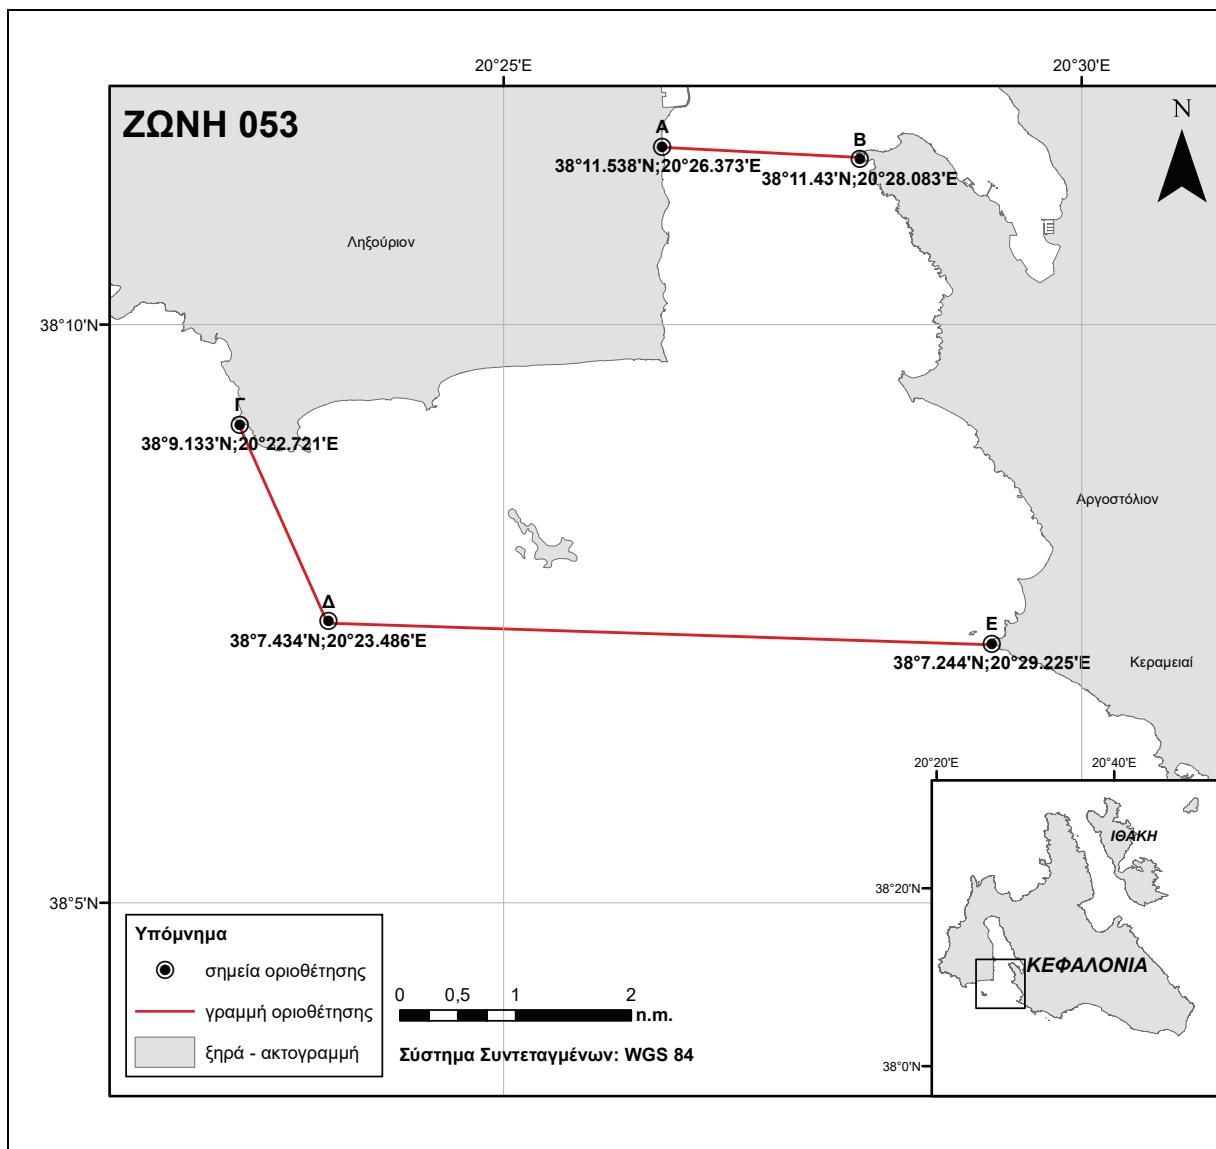 20°25'E
20°30'E
ΖΩΝΗ 053
N
Α
Β
38°11.538'N;20°26.373'E
38°11.43'N;20°28.083'E
Ληξούριον
38°10'N
Γ
38°9.133'N;20°22.721'E
Αργοστόλιον
Δ
38°7.434'N;20°23.486'E
Ε
38°7.244'N;20°29.225'E
Κεραμειαί
20°20'E
20°40'E
ΙΘΑΚΗ
38°20'N
38°5'N
ΚΕΦΑΛΟΝΙΑ
38°0'N
Υπόμνημα
σημεία οριοθέτησης
γραμμή οριοθέτησης
ξηρά - ακτογραμμή
0 0,5 1 2
n.m.
Σύστημα Συντεταγμένων: WGS 84